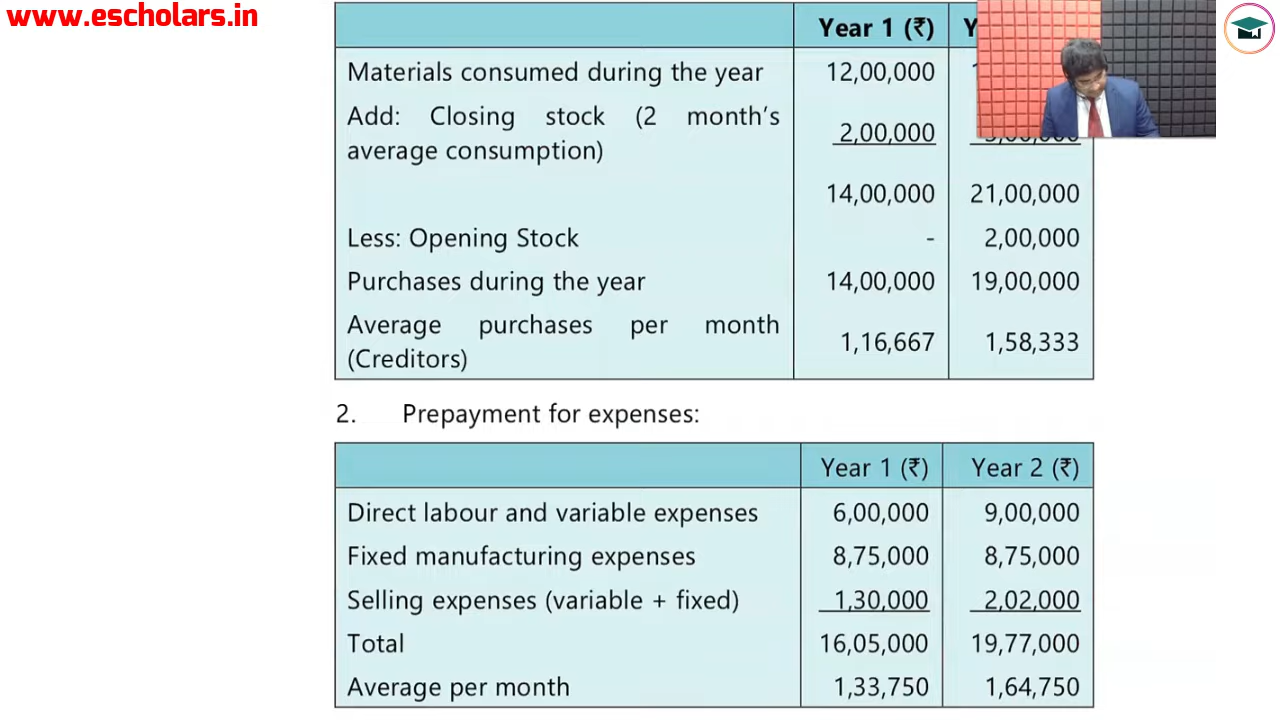 www.escholars.in
Year 1 (₹) Y
Materials consumed during the year 12,00,000
Add: Closing stock (2 month's
average consumption) 2,00,000
14,00,000 21,00,000
Less: Opening Stock - 2,00,000
Purchases during the year 14,00,000 19,00,000
Average purchases per month
(Creditors) 1,16,667 1,58,333
2. Prepayment for expenses:
Year 1 (₹) Year 2 (₹)
Direct labour and variable expenses 6,00,000 9,00,000
Fixed manufacturing expenses 8,75,000 8,75,000
Selling expenses (variable + fixed) 1,30,000 2,02,000
Total 16,05,000 19,77,000
Average per month 1,33,750 1,64,750